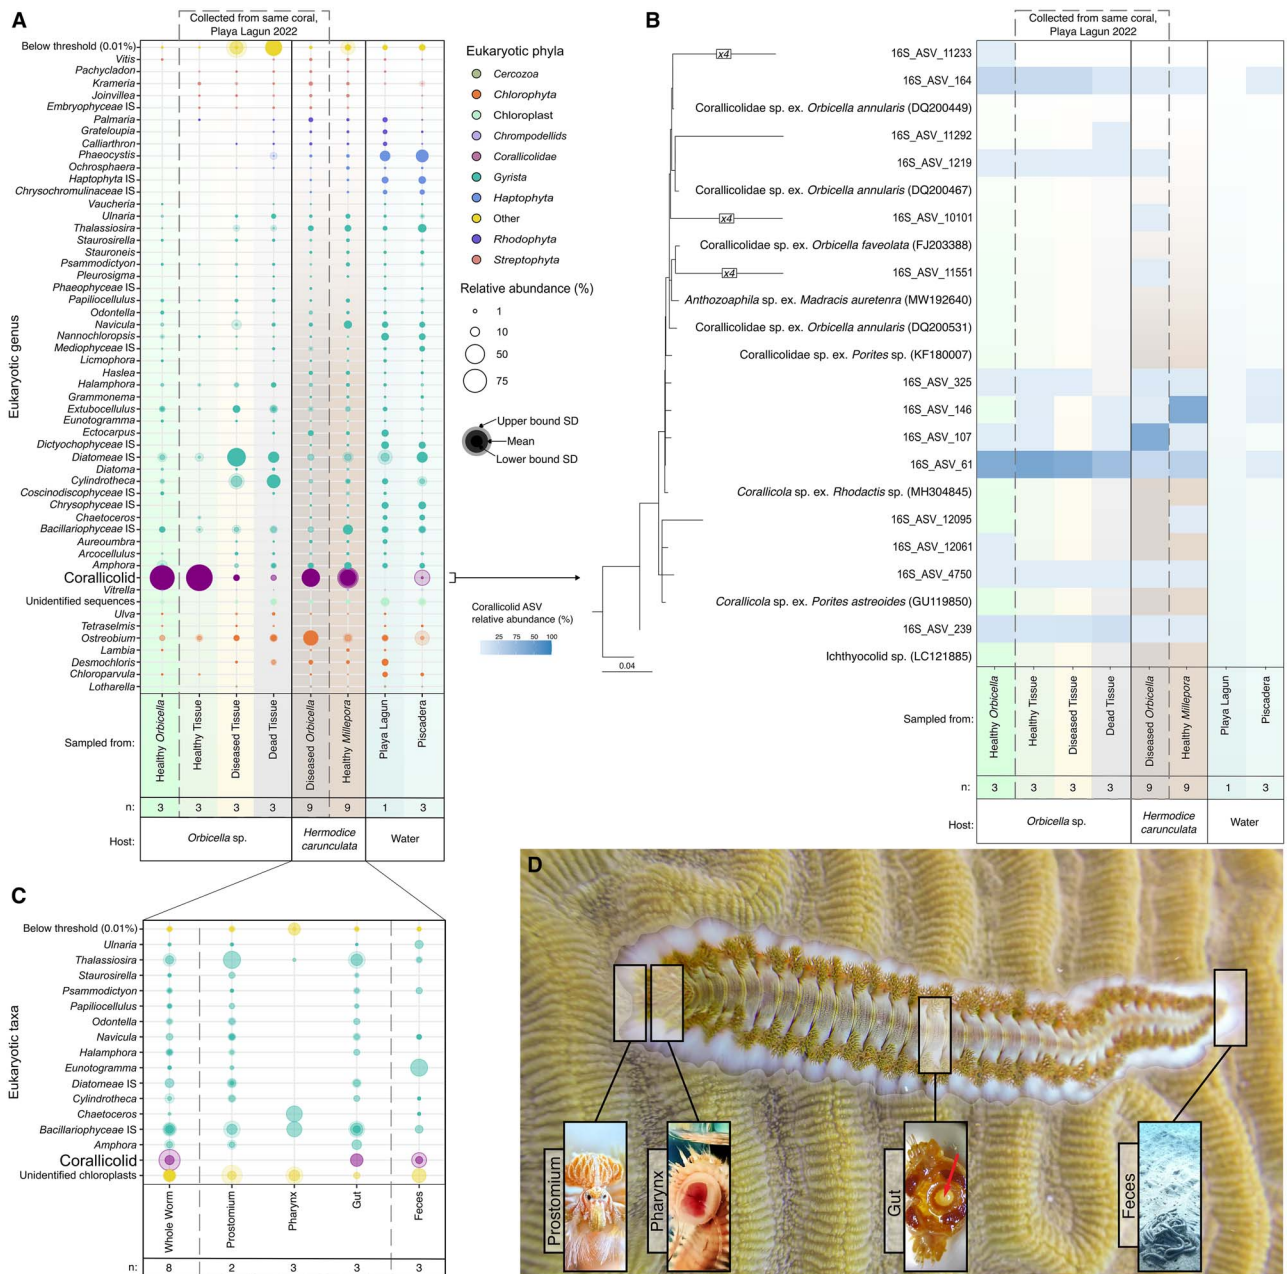 A
Collected from same coral,
Playa Lagun 2022
Eukaryotic genus
Below threshold (0.01%)
Vitis
Pachycladon
Krameria
Joinvillea
Embryophyceae IS
Palmaria
Grateloupia
Calliarthron
Phaeocystis
Ochrosphaera
Haptophyta IS
Chrysochromulinaceae IS
Vaucheria
Ulnaria
Thalassiosira
Staurosirella
Stauroneis
Psammodictyon
Pleurosigma
Phaeophyceae IS
Papiliocellulus
Odontella
Navicula
Nannochloropsis
Mediophyceae IS
Licmophora
Haslea
Halamphora
Grammonema
Extubocellulus
Eunotogramma
Ectocarpus
Dictyochophyceae IS
Diatomeae IS
Diatoma
Cylindrotheca
Coscinodiscophyceae IS
Chrysophyceae IS
Chaetoceros
Bacillariophyceae IS
Aureoumbra
Arcocellulus
Amphora
Corallicolid
Vitrella
Unidentified sequences
Ulva
Tetraselmis
Ostreobium
Lambia
Desmochloris
Chloroparvula
Lotharella
Sampled from:
Healthy Orbicella
Healthy Tissue
Diseased Tissue
Dead Tissue
Diseased Orbicella
Healthy Millepora
Playa Lagun
Piscadera
n: 3 3 3 3 9 9 1 3
Host: Orbicella sp. Hermodice carunculata Water
Eukaryotic phyla
Cercozoa
Chlorophyta
Chloroplast
Chrompodellids
Corallicolidae
Gyrista
Haptophyta
Other
Rhodophyta
Streptophyta
Relative abundance (%)
1
10
50
75
Upper bound SD
Mean
Lower bound SD
Corallicolid ASV
relative abundance (%)
25 75 50 100
B
Collected from same coral,
Playa Lagun 2022
x4
16S_ASV_11233
16S_ASV_164
Corallicolidae sp. ex. Orbicella annularis (DQ200449)
16S_ASV_11292
16S_ASV_1219
Corallicolidae sp. ex. Orbicella annularis (DQ200467)
x4
16S_ASV_10101
Corallicolidae sp. ex. Orbicella faveolata (FJ203388)
x4
16S_ASV_11551
Anthozoaphila sp. ex. Madracis auretenra (MW192640)
Corallicolidae sp. ex. Orbicella annularis (DQ200531)
Corallicolidae sp. ex. Porites sp. (KF180007)
16S_ASV_325
16S_ASV_146
16S_ASV_107
16S_ASV_61
Corallicola sp. ex. Rhodactis sp. (MH304845)
16S_ASV_12095
16S_ASV_12061
16S_ASV_4750
Corallicola sp. ex. Porites astreoides (GU119850)
16S_ASV_239
Ichthyocolid sp. (LC121885)
0.04
Sampled from:
Healthy Orbicella
Healthy Tissue
Diseased Tissue
Dead Tissue
Diseased Orbicella
Healthy Millepora
Playa Lagun
Piscadera
n: 3 3 3 3 9 9 1 3
Host: Orbicella sp. Hermodice carunculata Water
C
Eukaryotic taxa
Below threshold (0.01%)
Ulnaria
Thalassiosira
Staurosirella
Psammodictyon
Papiliocellulus
Odontella
Navicula
Halamphora
Eunotogramma
Diatomeae IS
Cylindrotheca
Chaetoceros
Bacillariophyceae IS
Amphora
Corallicolid
Unidentified chloroplasts
Whole Worm
Prostomium
Pharynx
Gut
Feces
n: 8 2 3 3 3
D
Prostomium
Pharynx
Gut
Feces